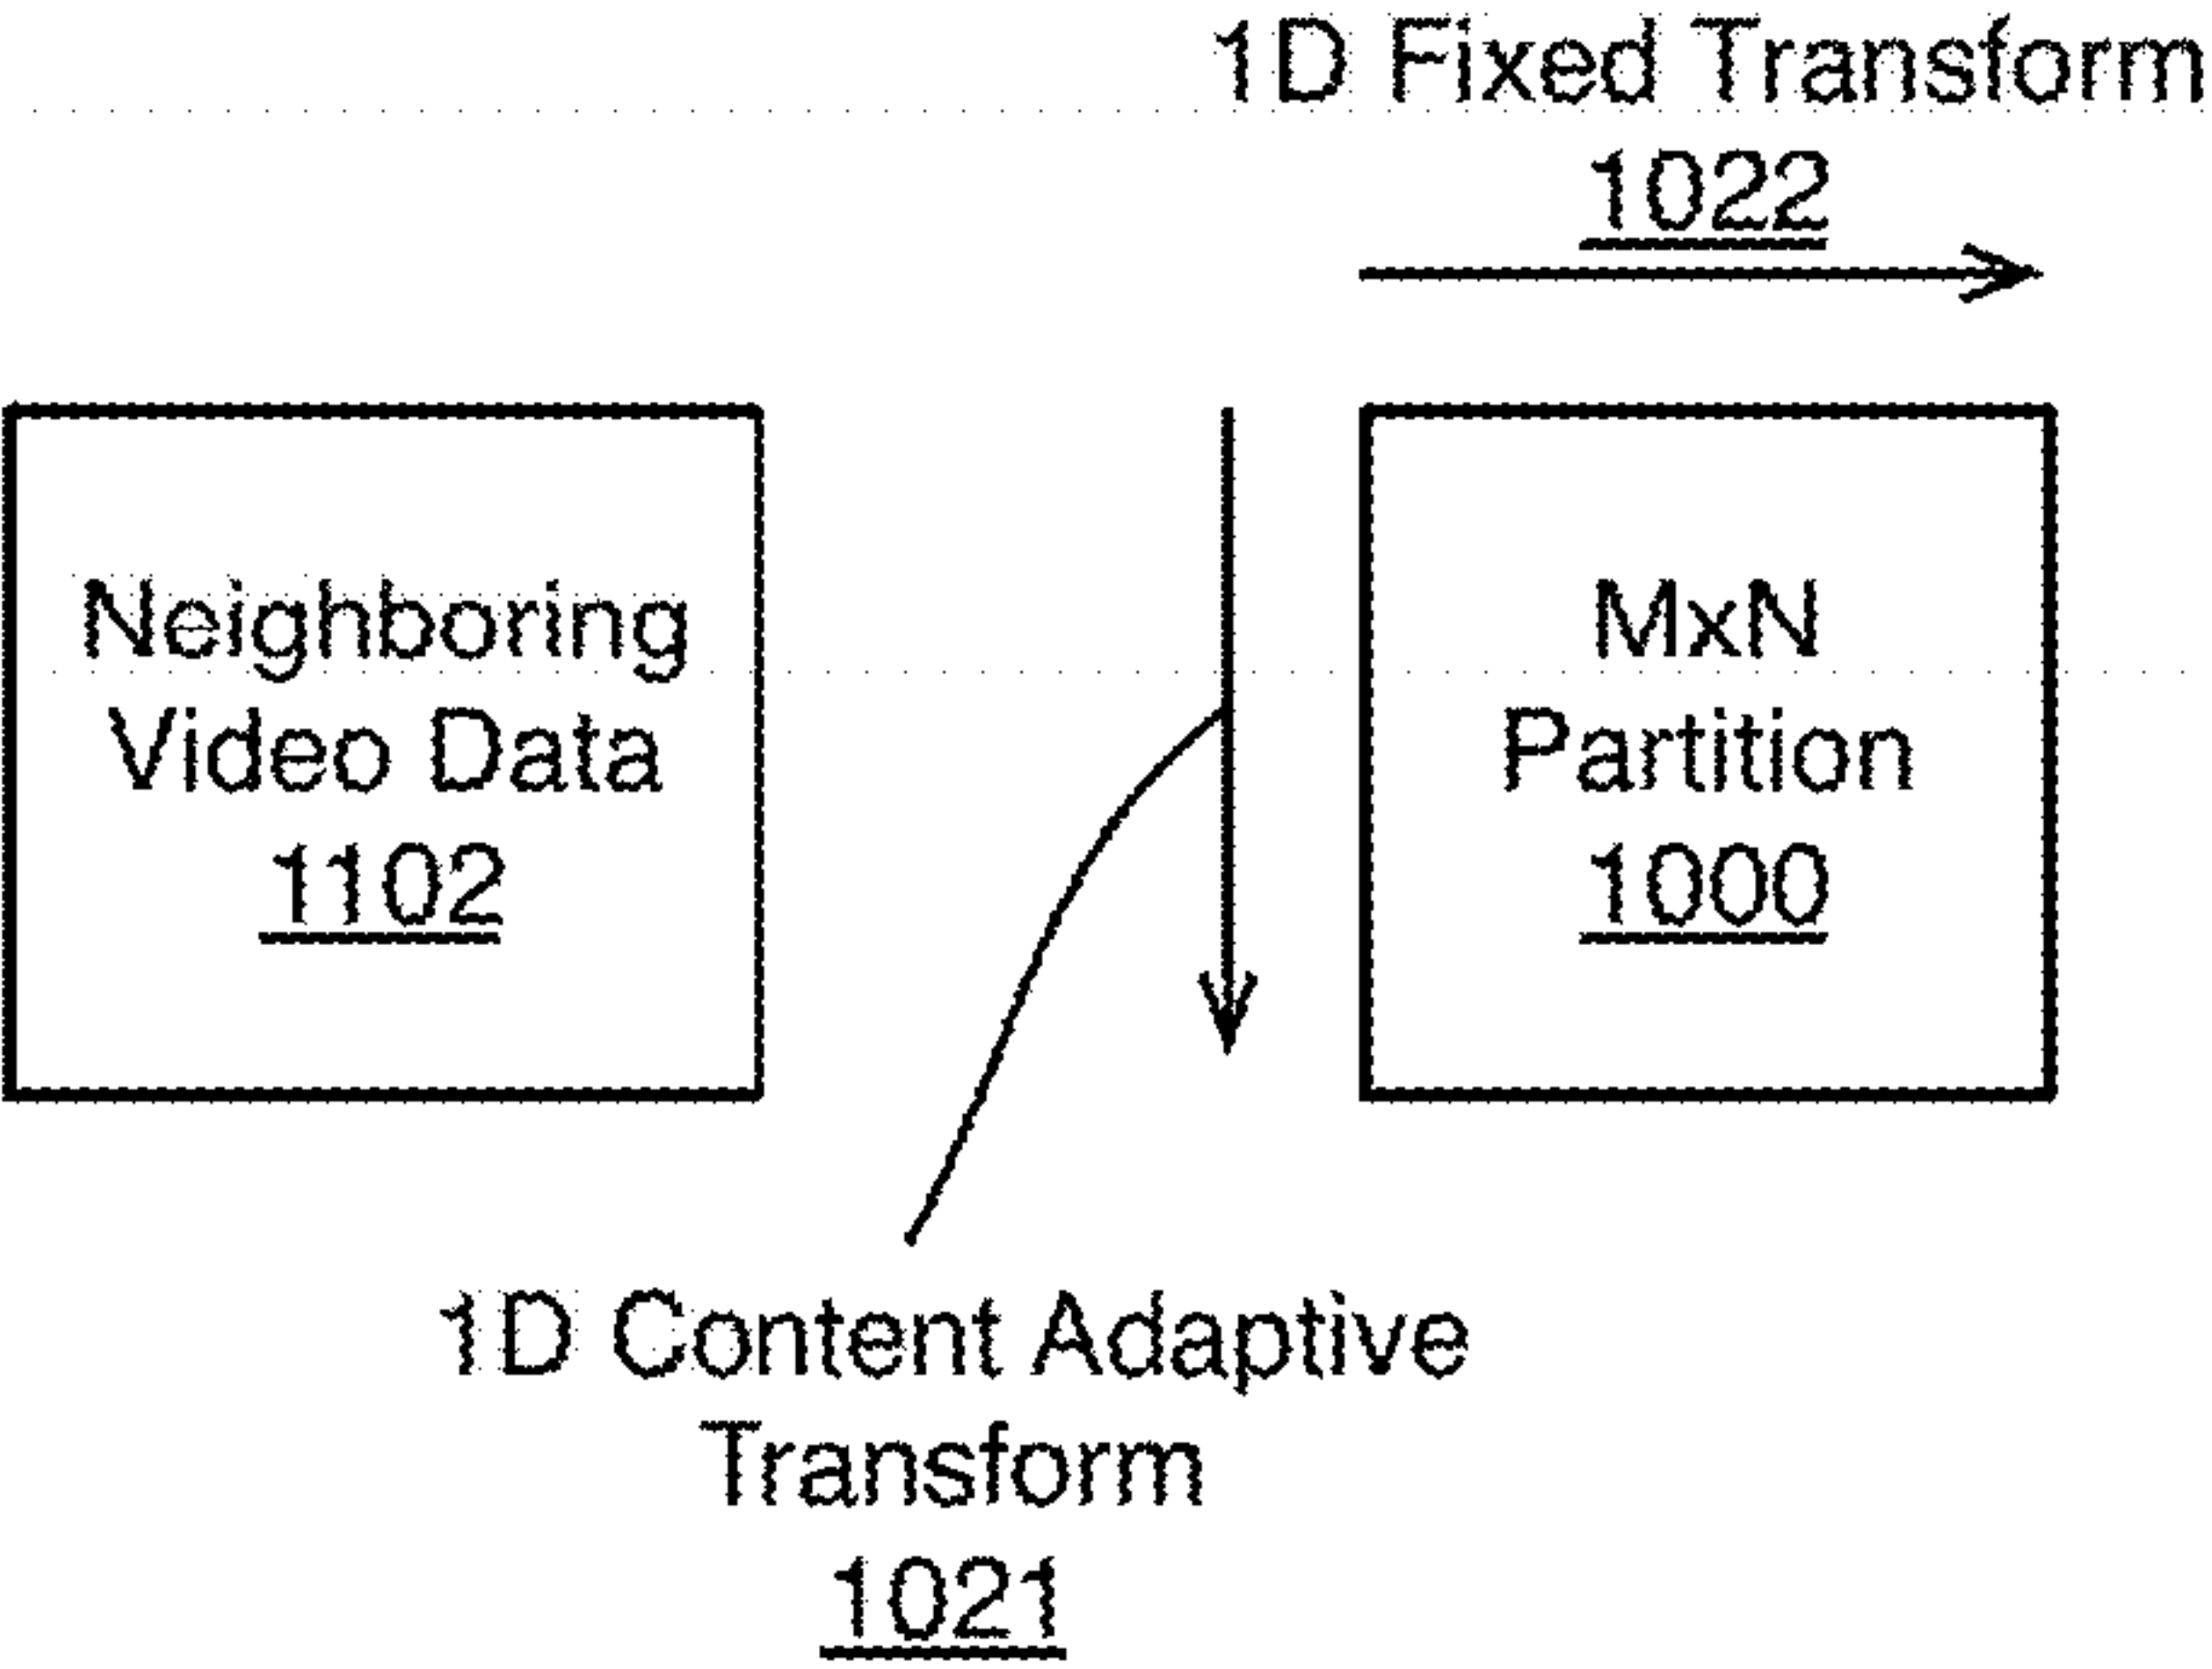 1D Fixed Transform
1022
Neighboring
Video Data
1102
MxN
Partition
1000
1D Content Adaptive
Transform
1021